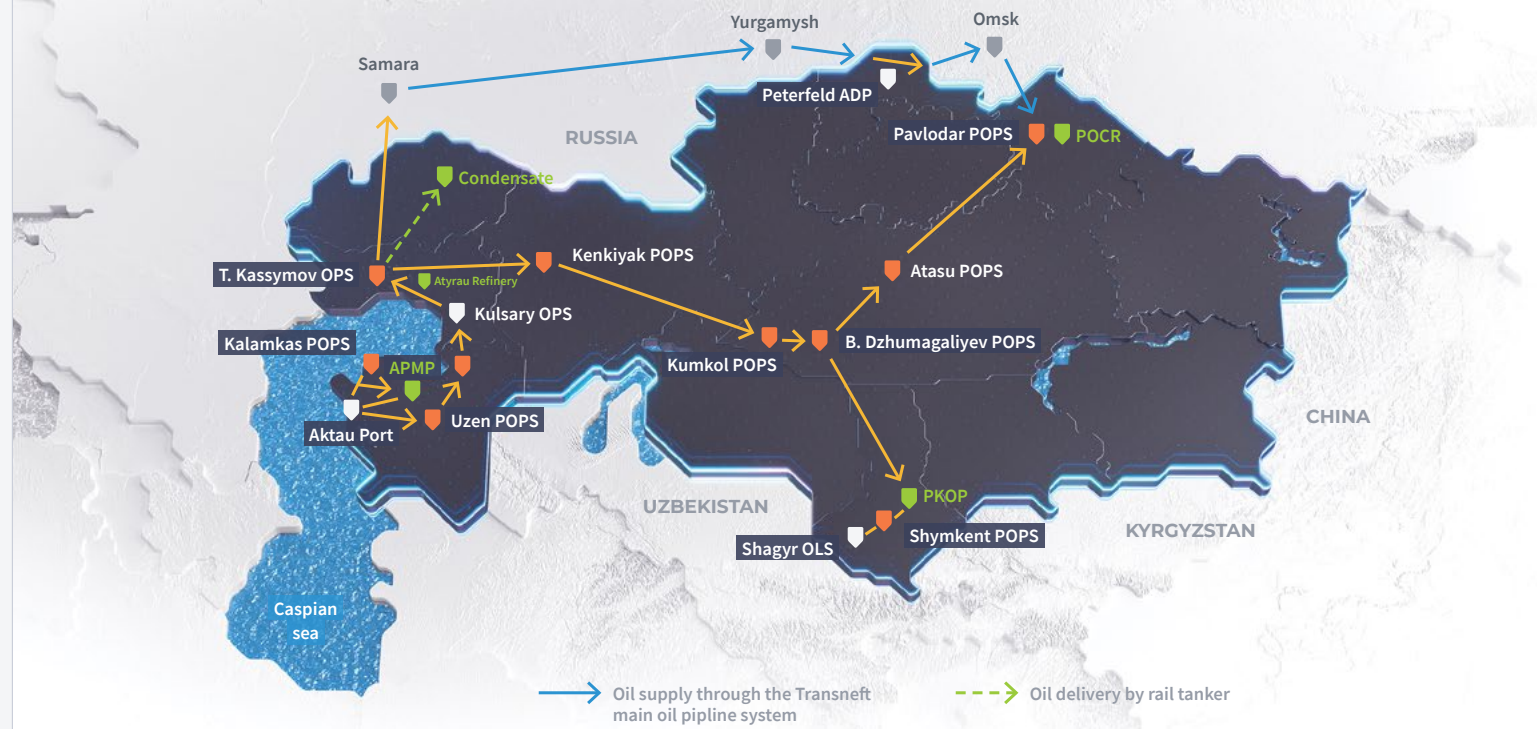 Yurgamysh
Omsk
Samara
Peterfeld ADP
RUSSIA
Pavlodar POPS
POCR
Condensate
Kenkiyak POPS
T. Kassymov OPS
Atasu POPS
Atyrau Refinery
Kulsary OPS
Kalamkas POPS
B. Dzhumagaliyev POPS
Kumkol POPS
APMP
Uzen POPS
Aktau Port
CHINA
PKOP
UZBEKISTAN
KYRGYZSTAN
Shymkent POPS
Shagyr OLS
Caspian
sea
Oil supply through the Transneft
main oil pipline system
Oil delivery by rail tanker